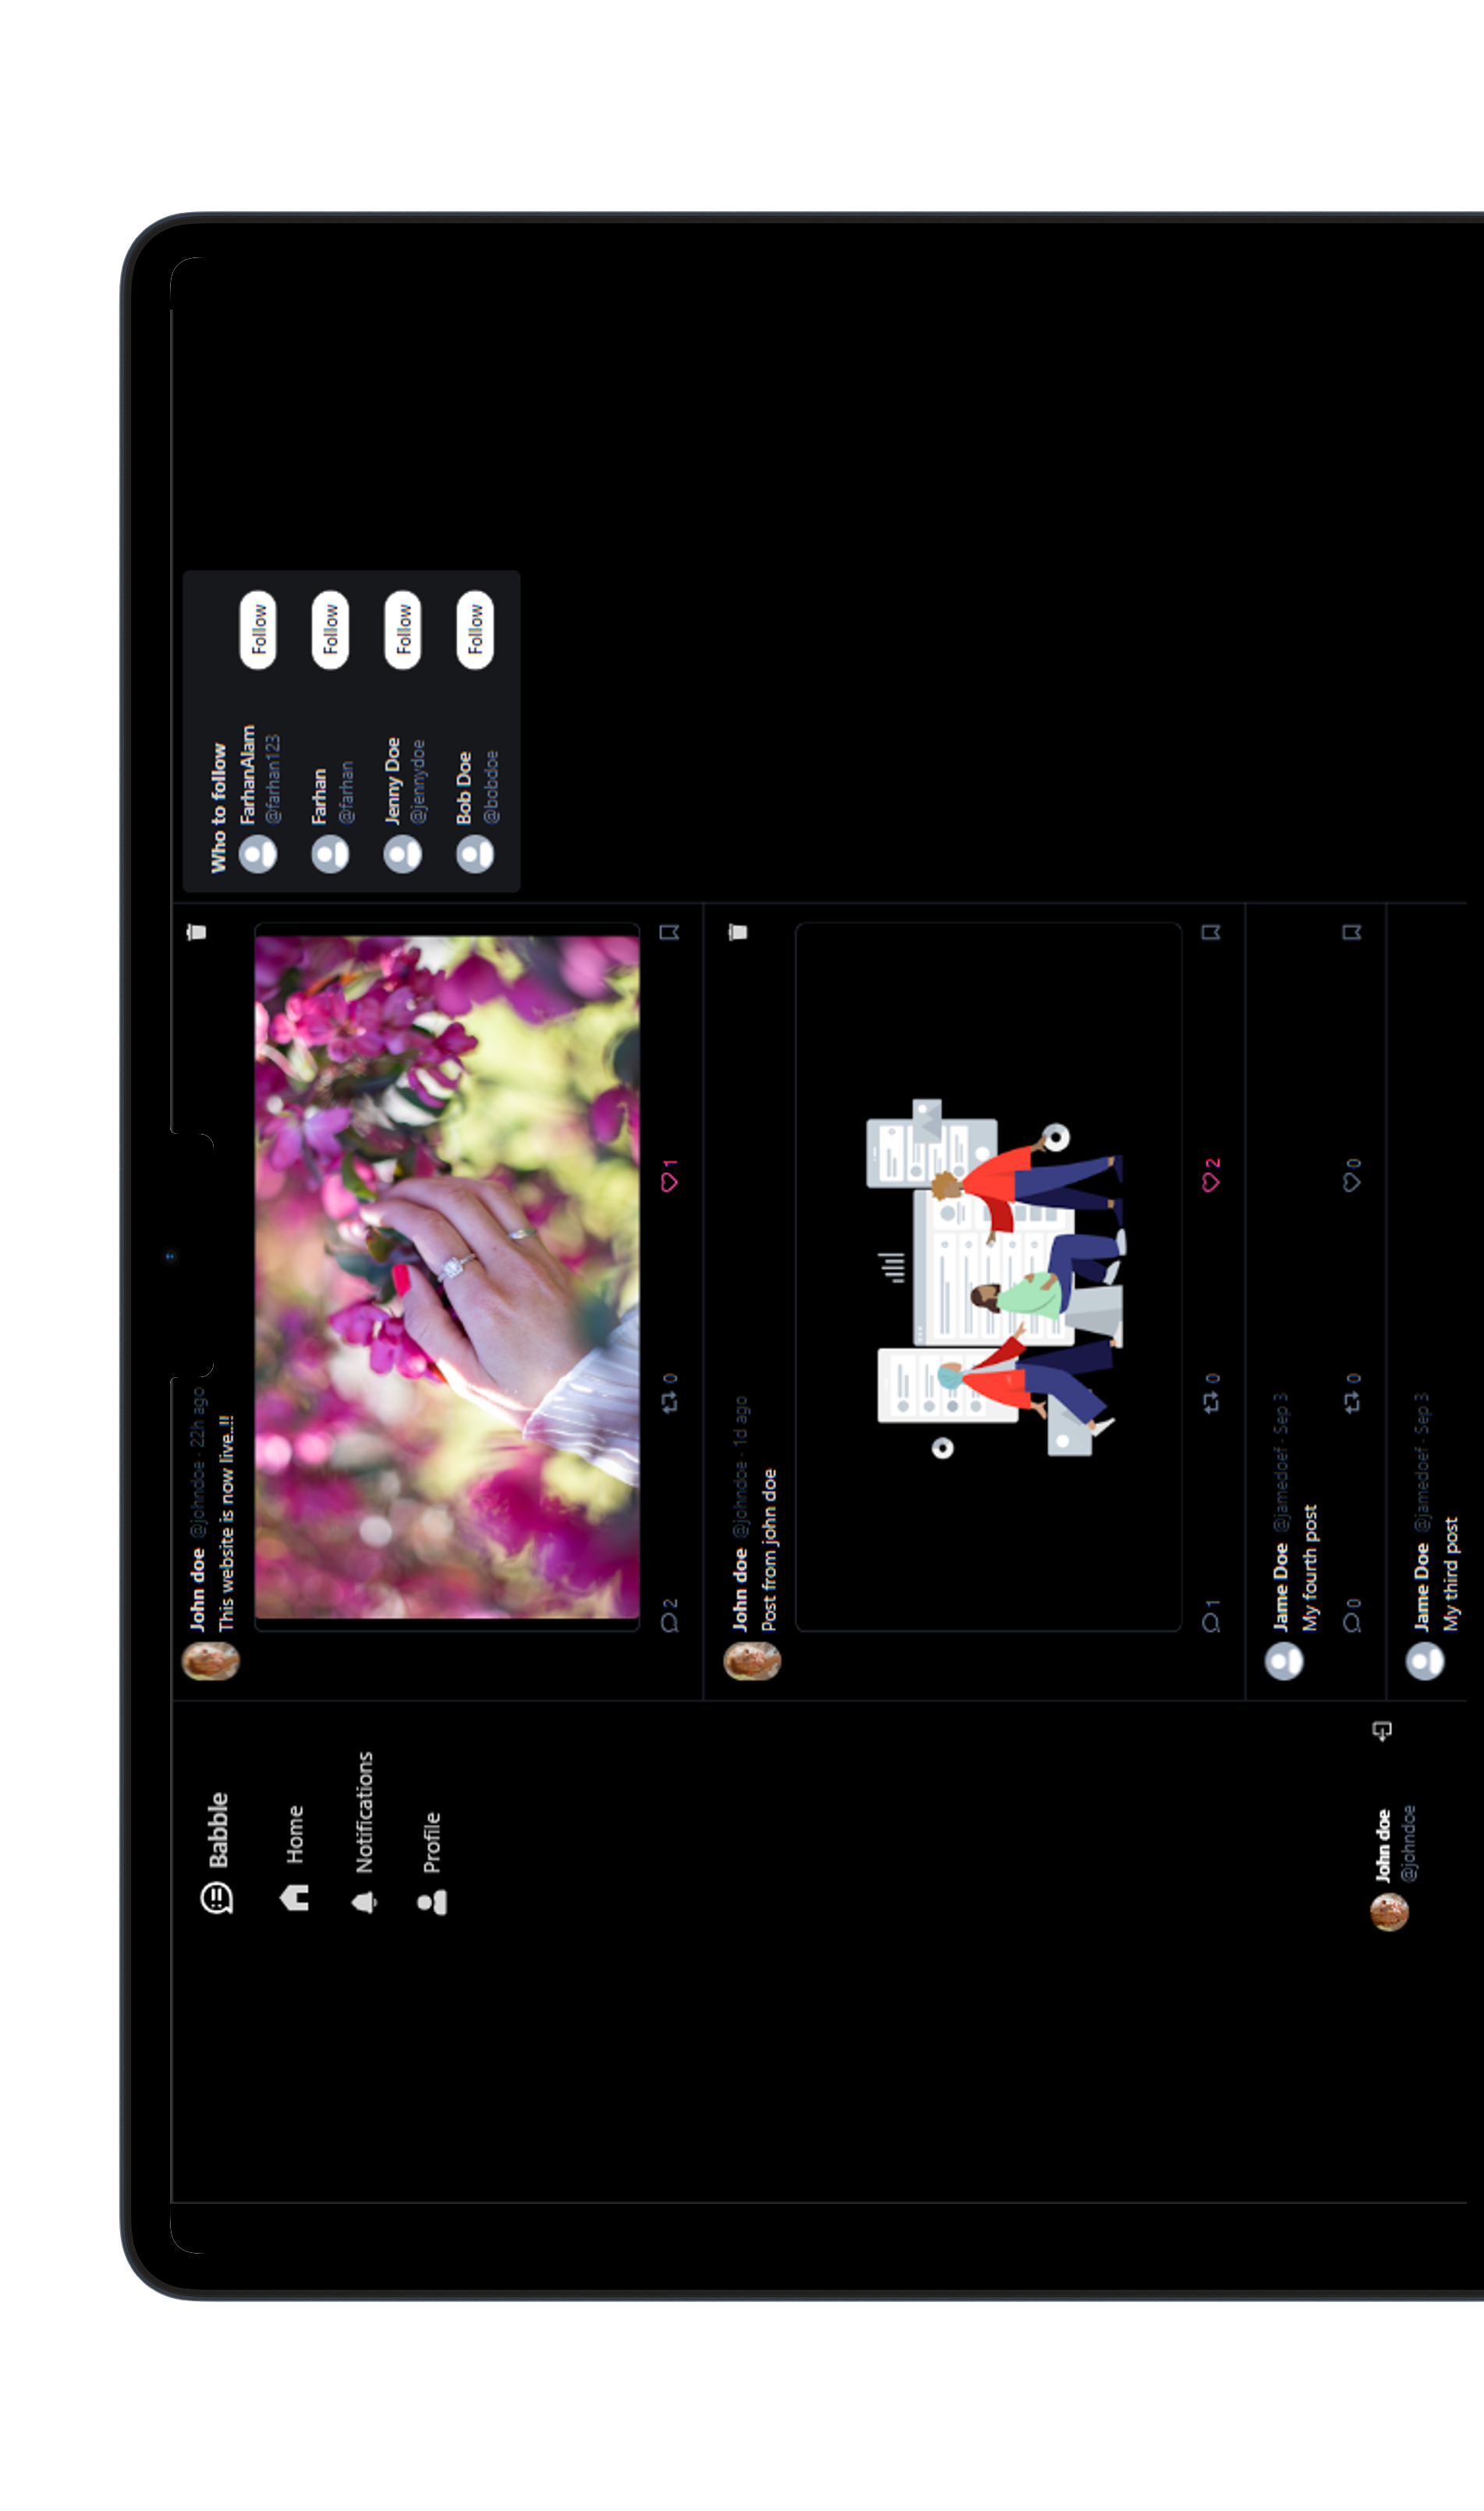 Babble
Home
Notifications
Profile
John doe
@johndoe
John doe @johndoe - 22h ago
This website is now live..!!
2 0 1
John doe @johndoe - 1d ago
Post from john doe
1 0 2
Jame Doe @jamedoef - Sep 3
My fourth post
0 0 0
Jame Doe @jamedoef - Sep 3
My third post
Who to follow
FarhanAlam
@farhan123
Follow
Farhan
@farhan
Follow
Jenny Doe
@jennydoe
Follow
Bob Doe
@bobdoe
Follow